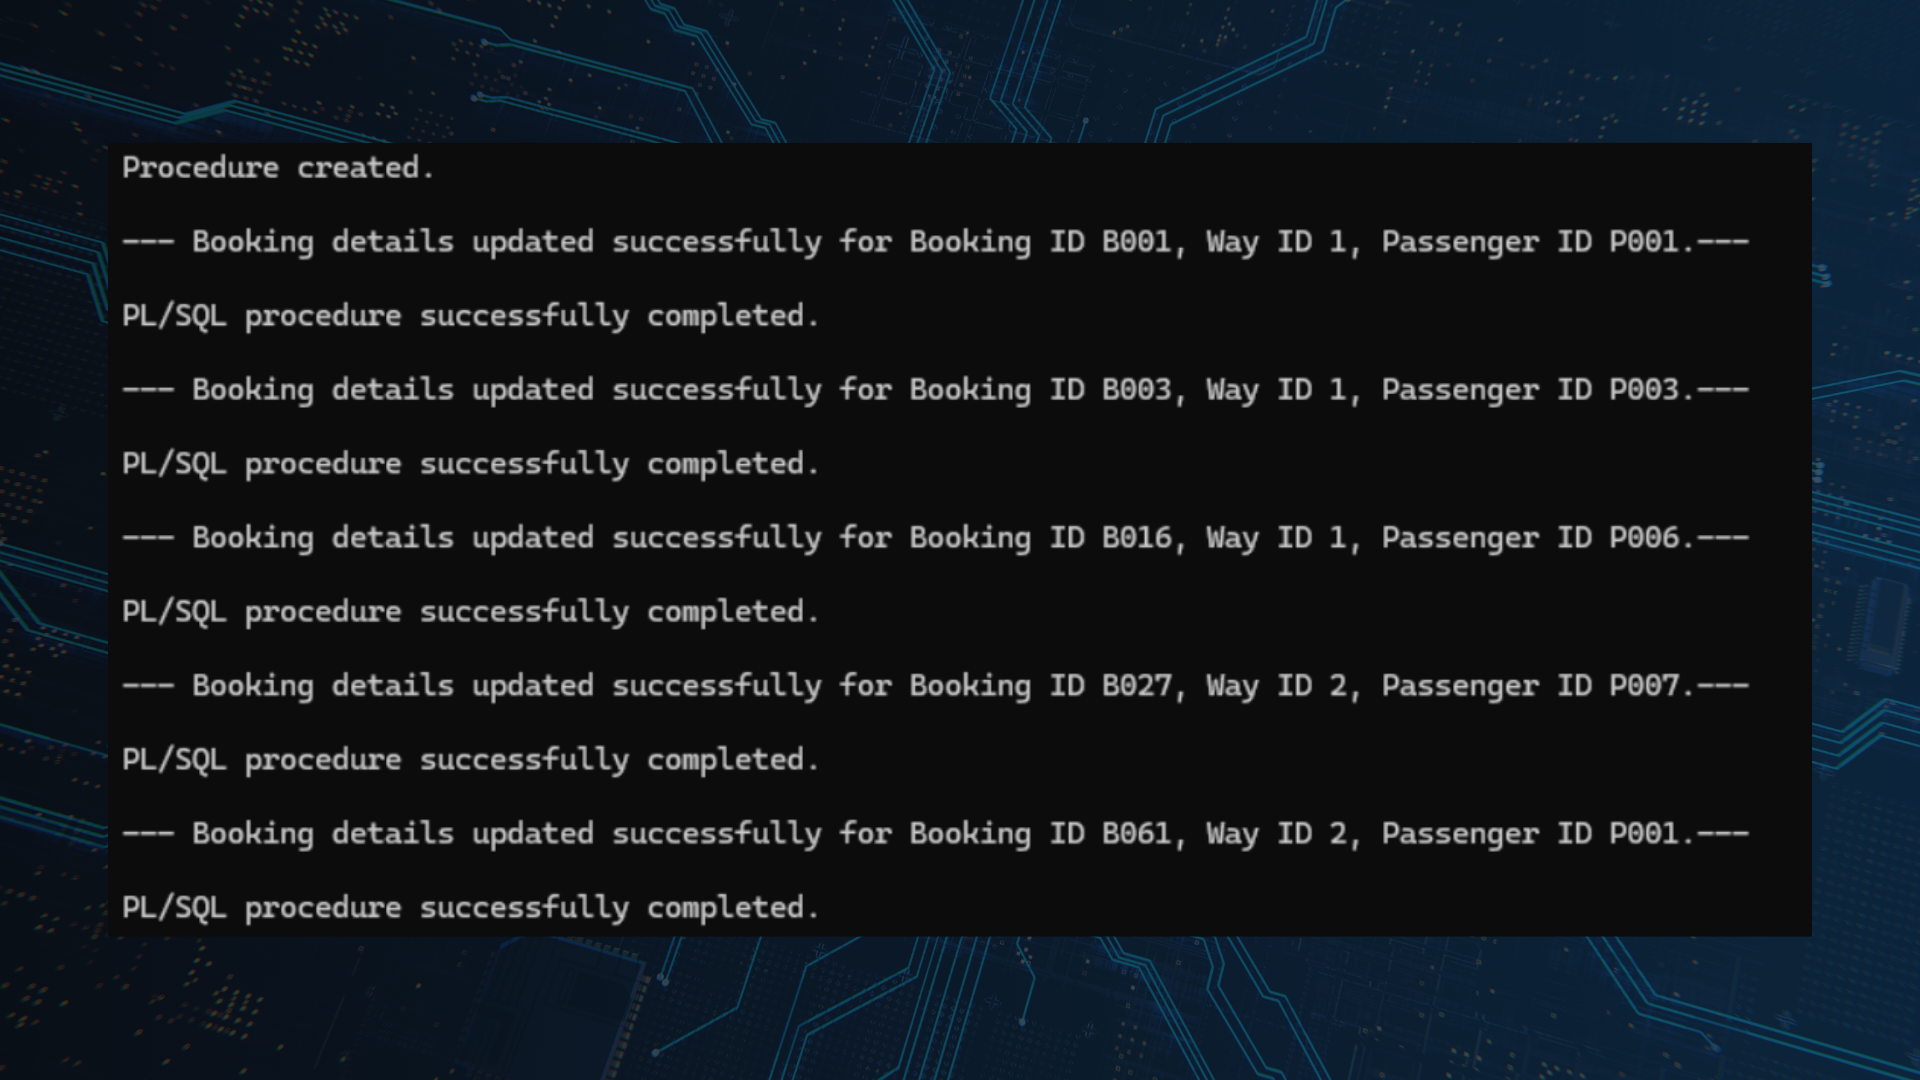 Procedure created.
--- Booking details updated successfully for Booking ID B001, Way ID 1, Passenger ID P001.---
PL/SQL procedure successfully completed.
--- Booking details updated successfully for Booking ID B003, Way ID 1, Passenger ID P003.---
PL/SQL procedure successfully completed.
--- Booking details updated successfully for Booking ID B016, Way ID 1, Passenger ID P006.---
PL/SQL procedure successfully completed.
--- Booking details updated successfully for Booking ID B027, Way ID 2, Passenger ID P007.---
PL/SQL procedure successfully completed.
--- Booking details updated successfully for Booking ID B061, Way ID 2, Passenger ID P001.---
PL/SQL procedure successfully completed.